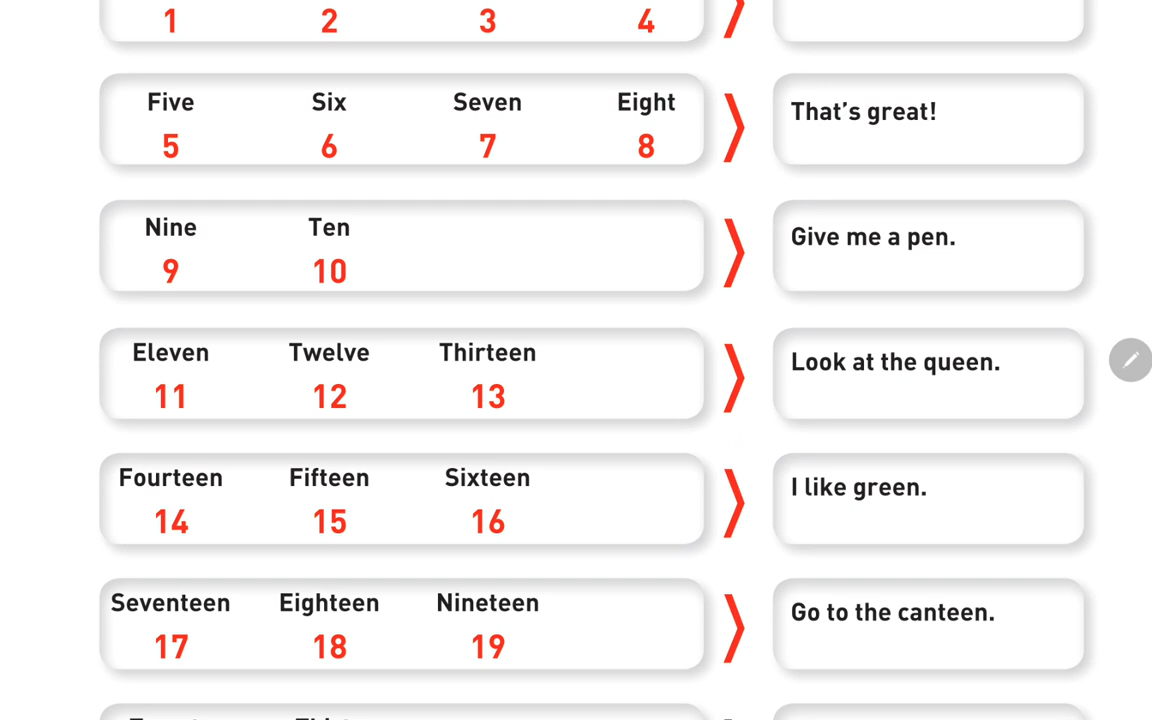 1 2 3 4
Five Six Seven Eight
5 6 7 8
That's great!
Nine Ten
9 10
Give me a pen.
Eleven Twelve Thirteen
11 12 13
Look at the queen.
Fourteen Fifteen Sixteen
14 15 16
I like green.
Seventeen Eighteen Nineteen
17 18 19
Go to the canteen.